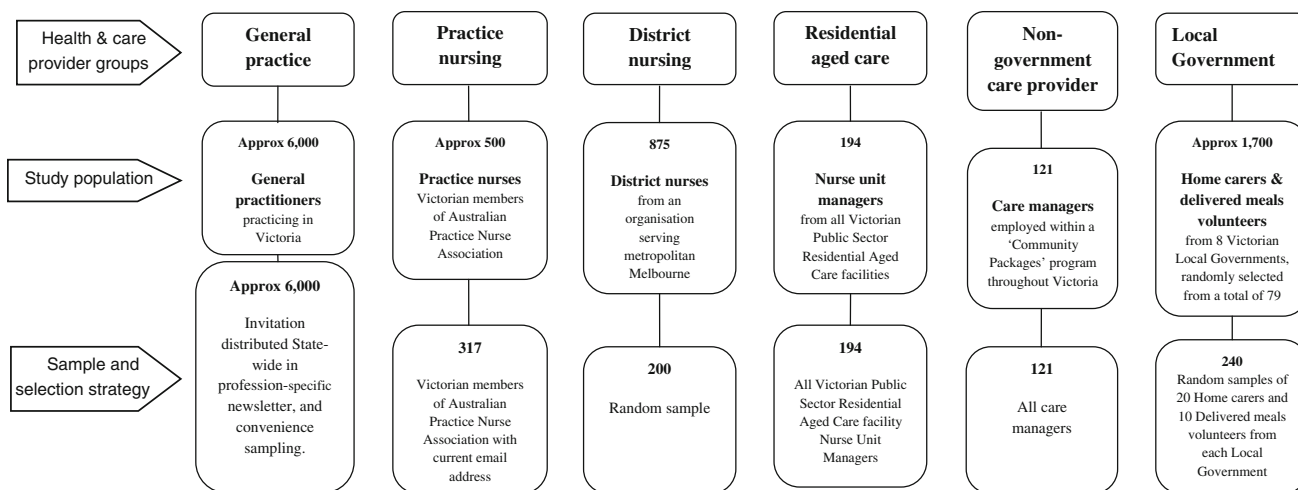 Health & care
provider groups
General
practice
Practice
nursing
District
nursing
Residential
aged care
Non-
government
care provider
Local
Government
Study population
Approx 6,000
General
practitioners
practicing in
Victoria
Approx 500
Practice nurses
Victorian members
of Australian
Practice Nurse
Association
875
District nurses
from an
organisation
serving
metropolitan
Melbourne
194
Nurse unit
managers
from all Victorian
Public Sector
Residential Aged
Care facilities
121
Care managers
employed within a
‘Community
Packages’ program
throughout Victoria
Approx 1,700
Home carers &
delivered meals
volunteers
from 8 Victorian
Local Governments,
randomly selected
from a total of 79
Sample and
selection strategy
Approx 6,000
Invitation
distributed State-
wide in
profession-specific
newsletter, and
convenience
sampling.
317
Victorian members
of Australian
Practice Nurse
Association with
current email
address
200
Random sample
194
All Victorian Public
Sector Residential
Aged Care facility
Nurse Unit
Managers
121
All care
managers
240
Random samples of
20 Home carers and
10 Delivered meals
volunteers from
each Local
Government